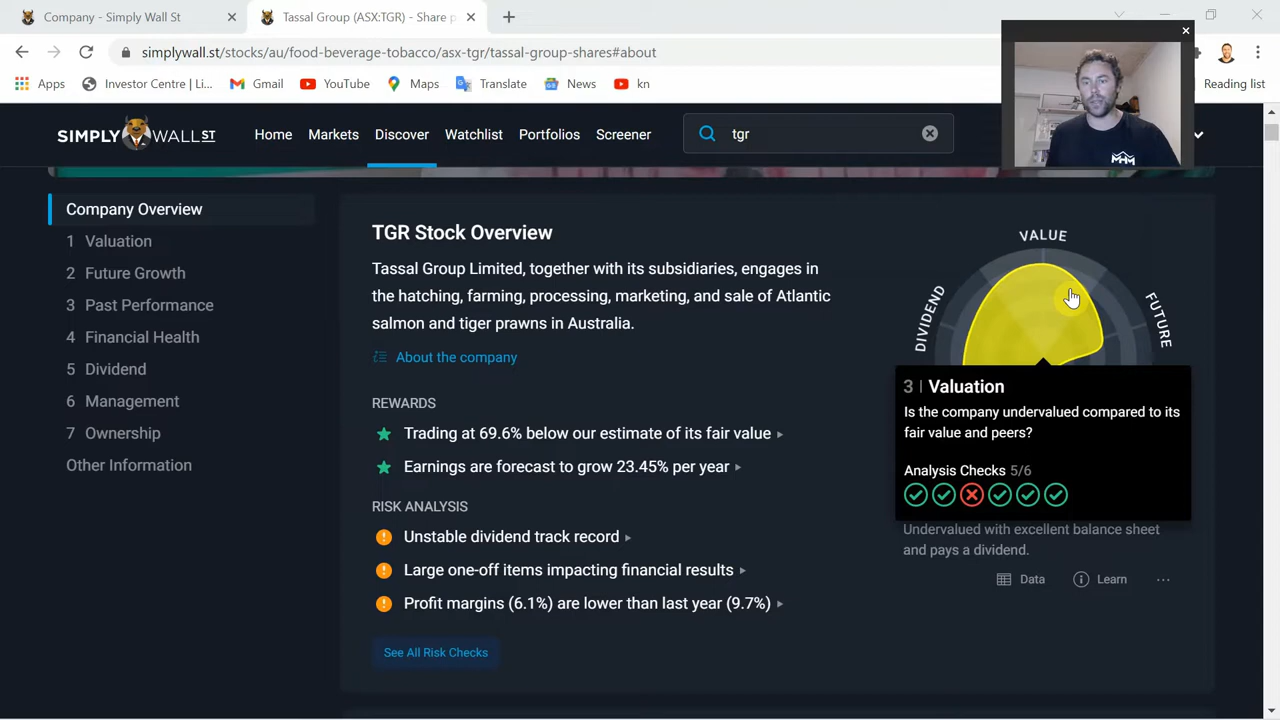 Company - Simply Wall St
Tassal Group (ASX:TGR) - Share p
simplywall.st/stocks/au/food-beverage-tobacco/asx-tgr/tassal-group-shares#about
Apps
Investor Centre | Li...
Gmail
YouTube
Maps
Translate
News
kn
Reading list
SIMPLY WALL ST
Home
Markets
Discover
Watchlist
Portfolios
Screener
tgr
Company Overview
1 Valuation
2 Future Growth
3 Past Performance
4 Financial Health
5 Dividend
6 Management
7 Ownership
Other Information
TGR Stock Overview
Tassal Group Limited, together with its subsidiaries, engages in
the hatching, farming, processing, marketing, and sale of Atlantic
salmon and tiger prawns in Australia.
About the company
REWARDS
Trading at 69.6% below our estimate of its fair value
Earnings are forecast to grow 23.45% per year
RISK ANALYSIS
Unstable dividend track record
Large one-off items impacting financial results
Profit margins (6.1%) are lower than last year (9.7%)
See All Risk Checks
VALUE
DIVIDEND
FUTURE
3 | Valuation
Is the company undervalued compared to its
fair value and peers?
Analysis Checks 5/6
Undervalued with excellent balance sheet
and pays a dividend.
Data
Learn
...